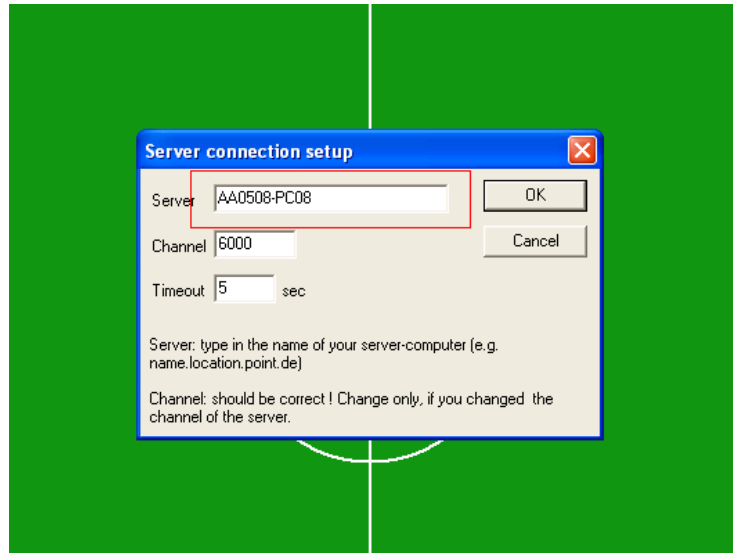 Server connection setup
Server AA0508-PC08 OK
Channel 6000 Cancel
Timeout 5 sec
Server: type in the name of your server-computer (e.g.
name.location.point.de)
Channel: should be correct ! Change only, if you changed the
channel of the server.